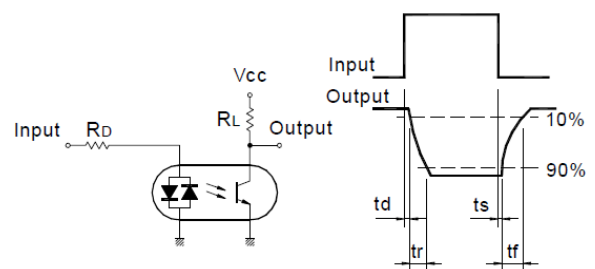 Input
RD
Vcc
RL
Output
Input
Output
10%
90%
td
ts
tr
tf